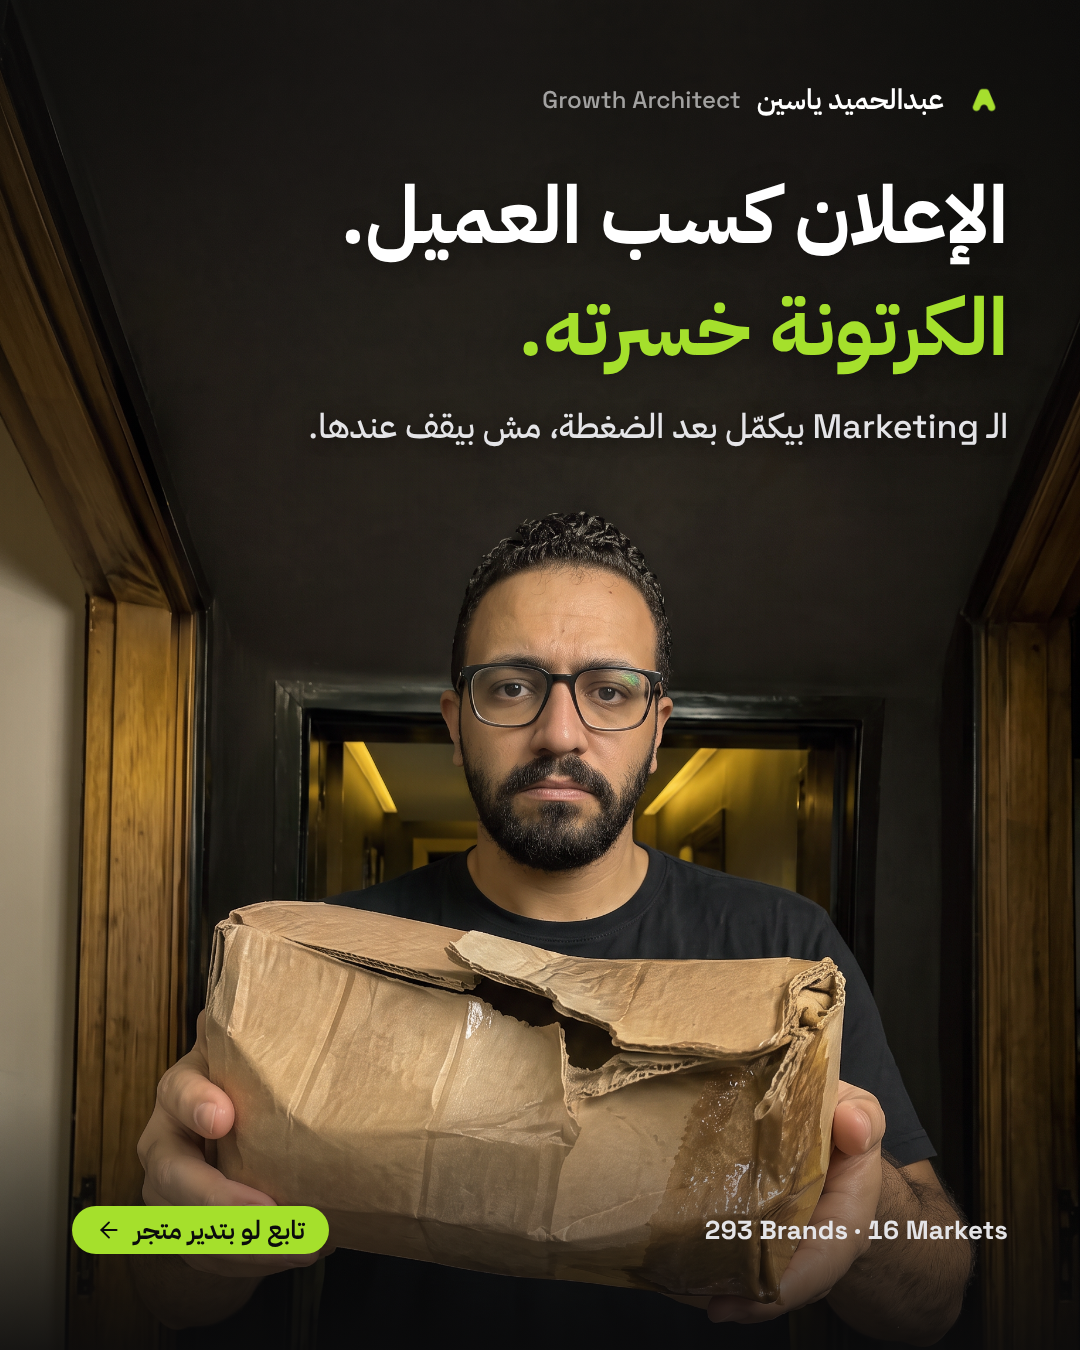 عبدالحميد ياسين Growth Architect
الإعلان كسب العميل.
الكرتونة خسرته.
الـ Marketing بيكمّل بعد الضغطة، مش بيقف عندها.
293 Brands · 16 Markets
تابع لو بتدير متجر ←